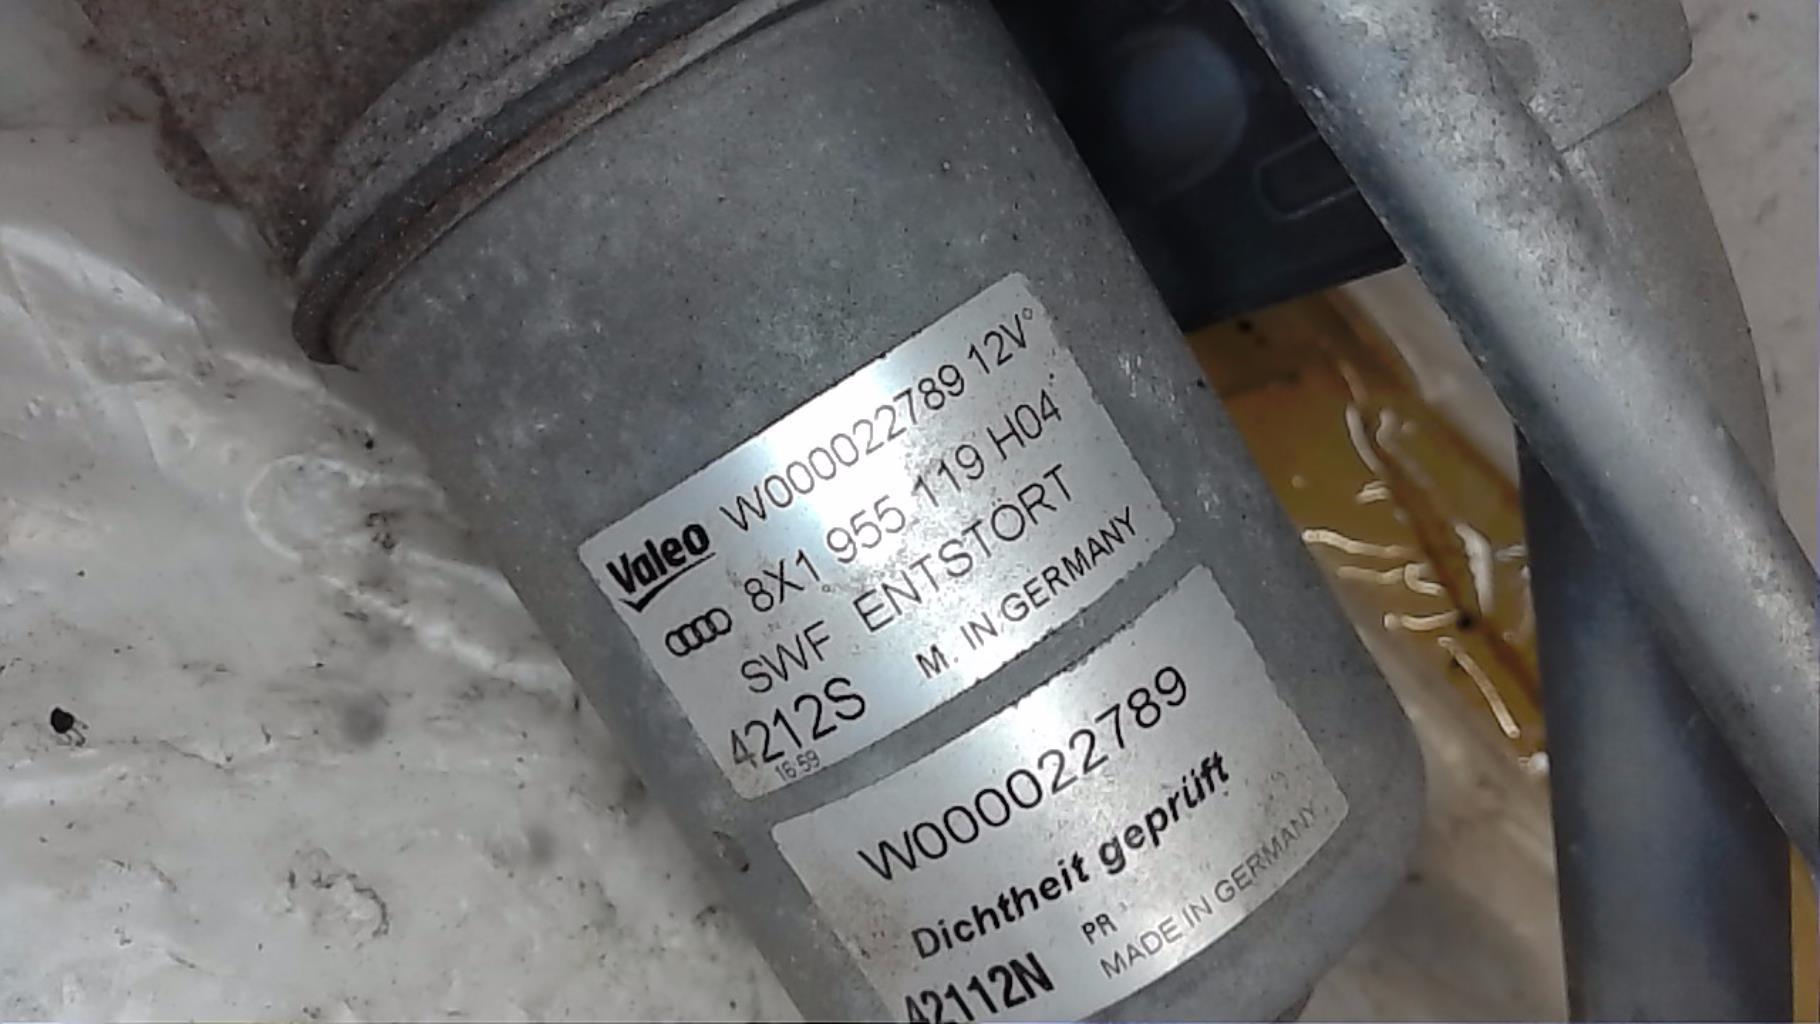 Valeo W000022789 12V
8X1 955 119 H04
SWF ENTSTÖRT
4212S M. IN GERMANY
16:59
W000022789
Dichtheit geprüft
PR
42112N MADE IN GERMANY